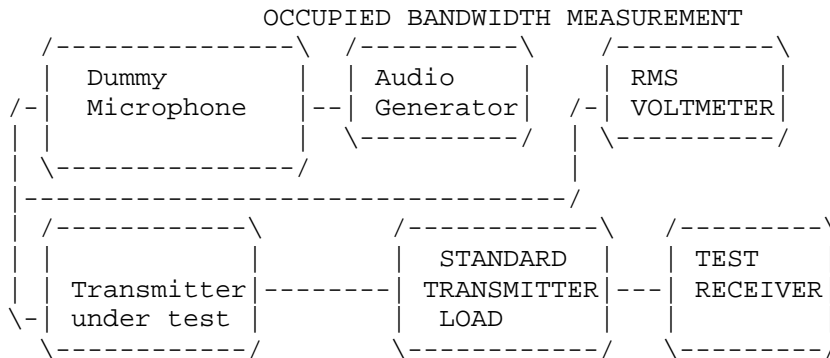 OCCUPIED BANDWIDTH MEASUREMENT
Dummy Audio RMS
Microphone Generator VOLTMETER
STANDARD TEST
Transmitter TRANSMITTER RECEIVER
under test LOAD